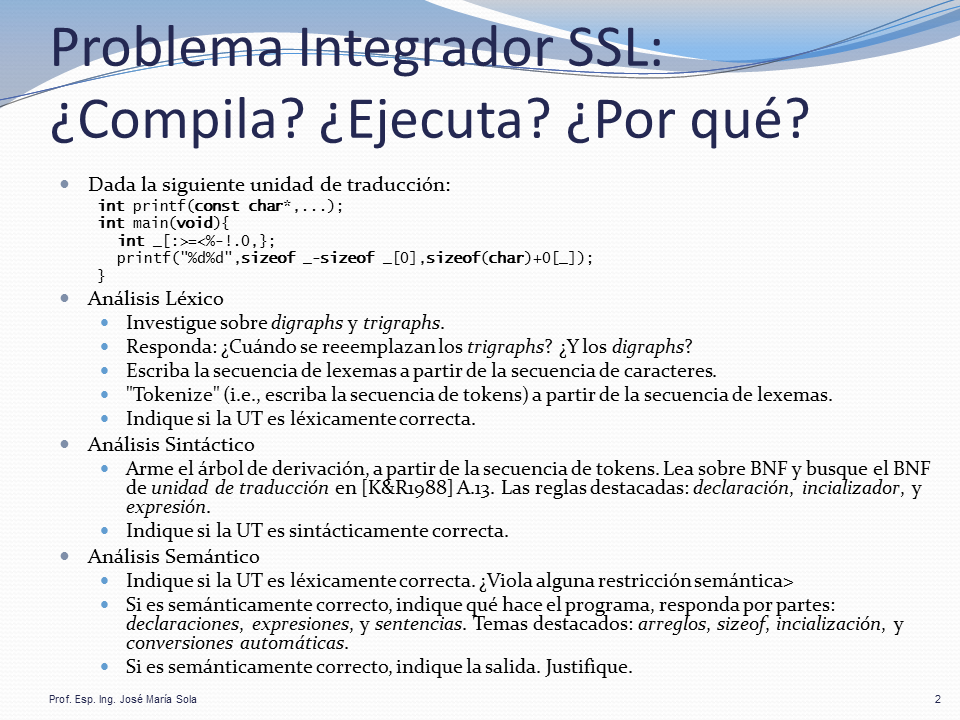 Problema Integrador SSL:
¿Compila? ¿Ejecuta? ¿Por qué?
Dada la siguiente unidad de traducción:
int printf(const char*,...);
int main(void){
int _[:>=<%-!.0,};
printf("%d%d",sizeof _-sizeof _[0],sizeof(char)+0[_]);
}
Análisis Léxico
Investigue sobre digraphs y trigraphs.
Responda: ¿Cuándo se reeemplazan los trigraphs? ¿Y los digraphs?
Escriba la secuencia de lexemas a partir de la secuencia de caracteres.
"Tokenize" (i.e., escriba la secuencia de tokens) a partir de la secuencia de lexemas.
Indique si la UT es léxicamente correcta.
Análisis Sintáctico
Arme el árbol de derivación, a partir de la secuencia de tokens. Lea sobre BNF y busque el BNF
de unidad de traducción en [K&R1988] A.13. Las reglas destacadas: declaración, incializador, y
expresión.
Indique si la UT es sintácticamente correcta.
Análisis Semántico
Indique si la UT es léxicamente correcta. ¿Viola alguna restricción semántica>
Si es semánticamente correcto, indique qué hace el programa, responda por partes:
declaraciones, expresiones, y sentencias. Temas destacados: arreglos, sizeof, incialización, y
conversiones automáticas.
Si es semánticamente correcto, indique la salida. Justifique.
Prof. Esp. Ing. José María Sola
2